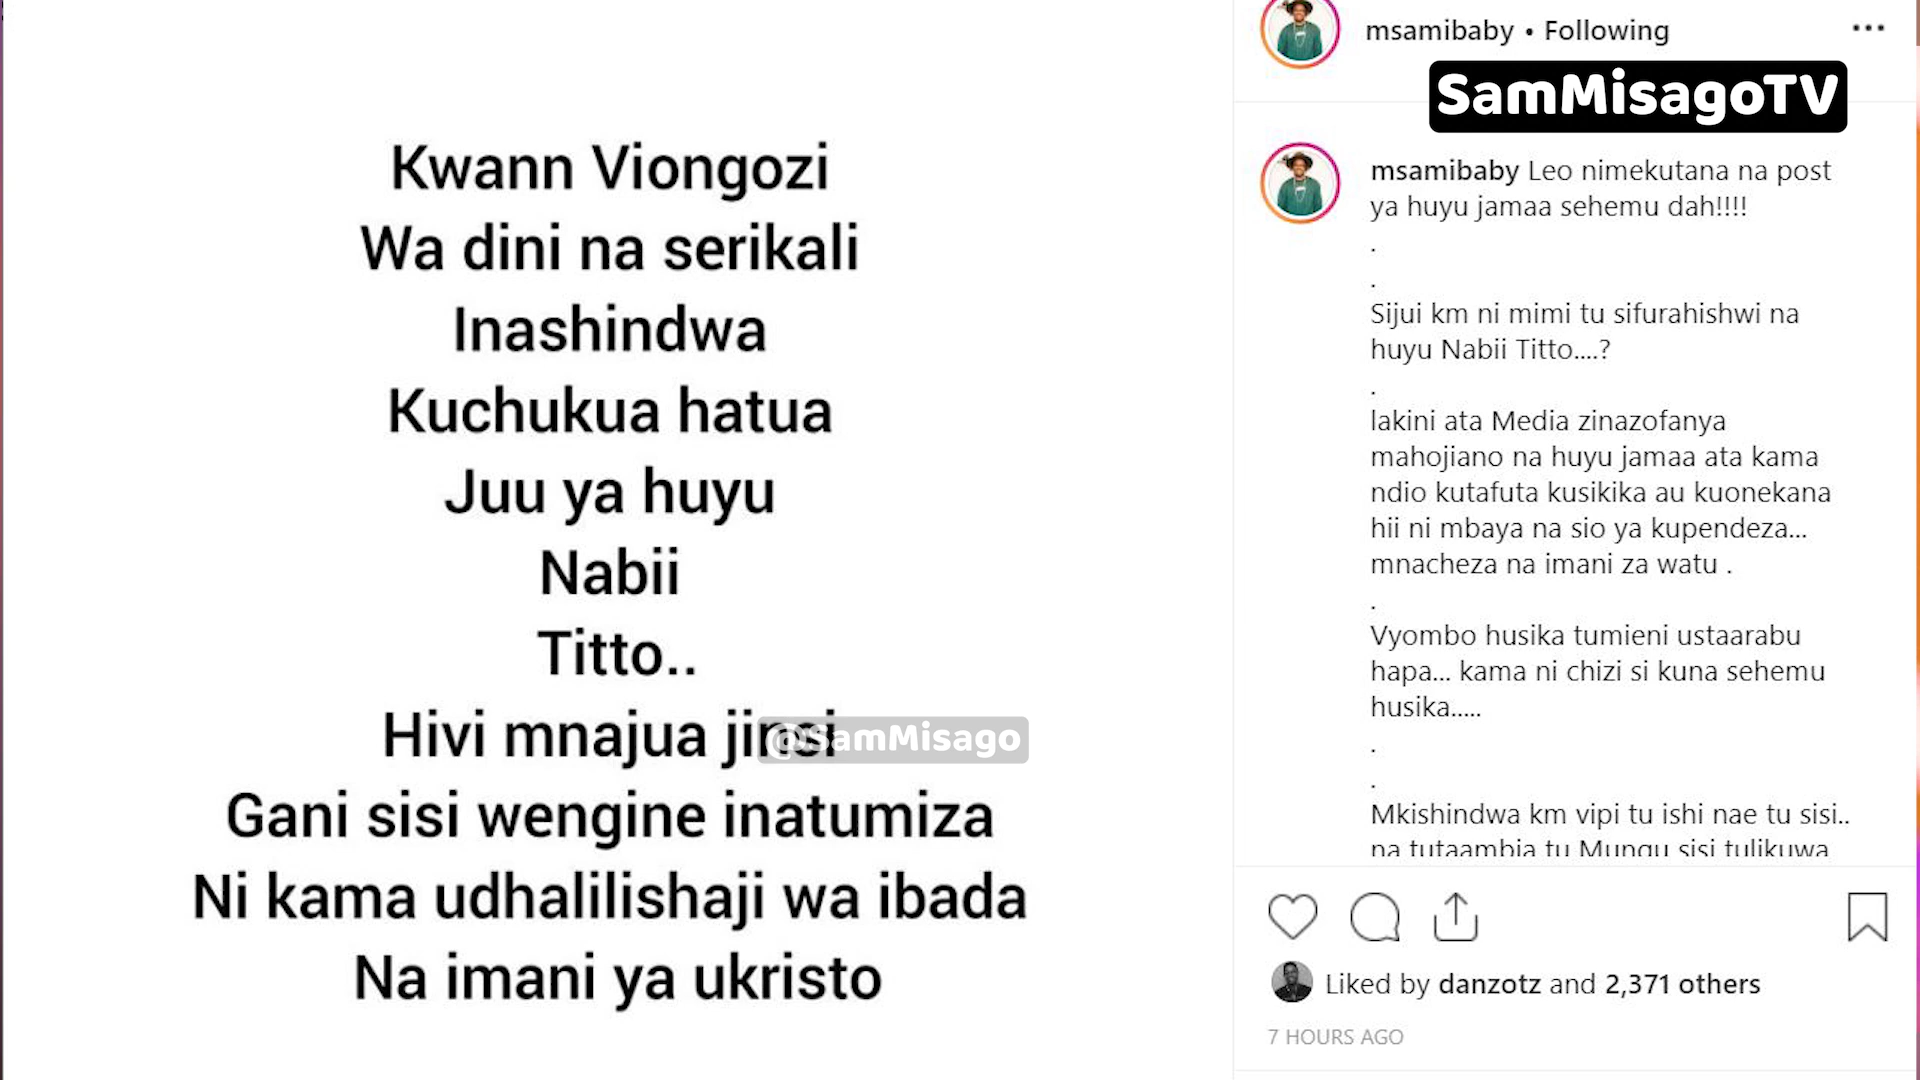 Kwann Viongozi
Wa dini na serikali
Inashindwa
Kuchukua hatua
Juu ya huyu
Nabii
Titto..
Hivi mnajua jinsi
Gani sisi wengine inatumiza
Ni kama udhalilishaji wa ibada
Na imani ya ukristo
@SamMisago
msamibaby • Following
SamMisagoTV
msamibaby Leo nimekutana na post
ya huyu jamaa sehemu dah!!!!
.
.
Sijui km ni mimi tu sifurahishwi na
huyu Nabii Titto....?
.
lakini ata Media zinazofanya
mahojiano na huyu jamaa ata kama
ndio kutafuta kusikika au kuonekana
hii ni mbaya na sio ya kupendeza...
mnacheza na imani za watu .
.
Vyombo husika tumieni ustaarabu
hapa... kama ni chizi si kuna sehemu
husika.....
.
.
Mkishindwa km vipi tu ishi nae tu sisi..
na tutaambia tu Mungu sisi tulikuwa
Liked by danzotz and 2,371 others
7 HOURS AGO